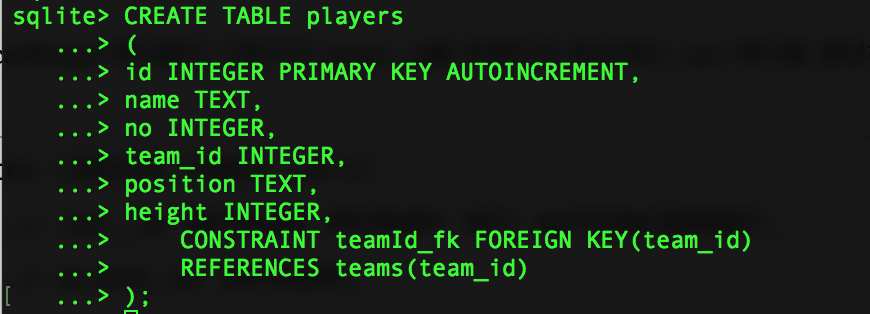 sqlite> CREATE TABLE players
...> (
...> id INTEGER PRIMARY KEY AUTOINCREMENT,
...> name TEXT,
...> no INTEGER,
...> team_id INTEGER,
...> position TEXT,
...> height INTEGER,
...> CONSTRAINT teamId_fk FOREIGN KEY(team_id)
...> REFERENCES teams(team_id)
[ ...> );